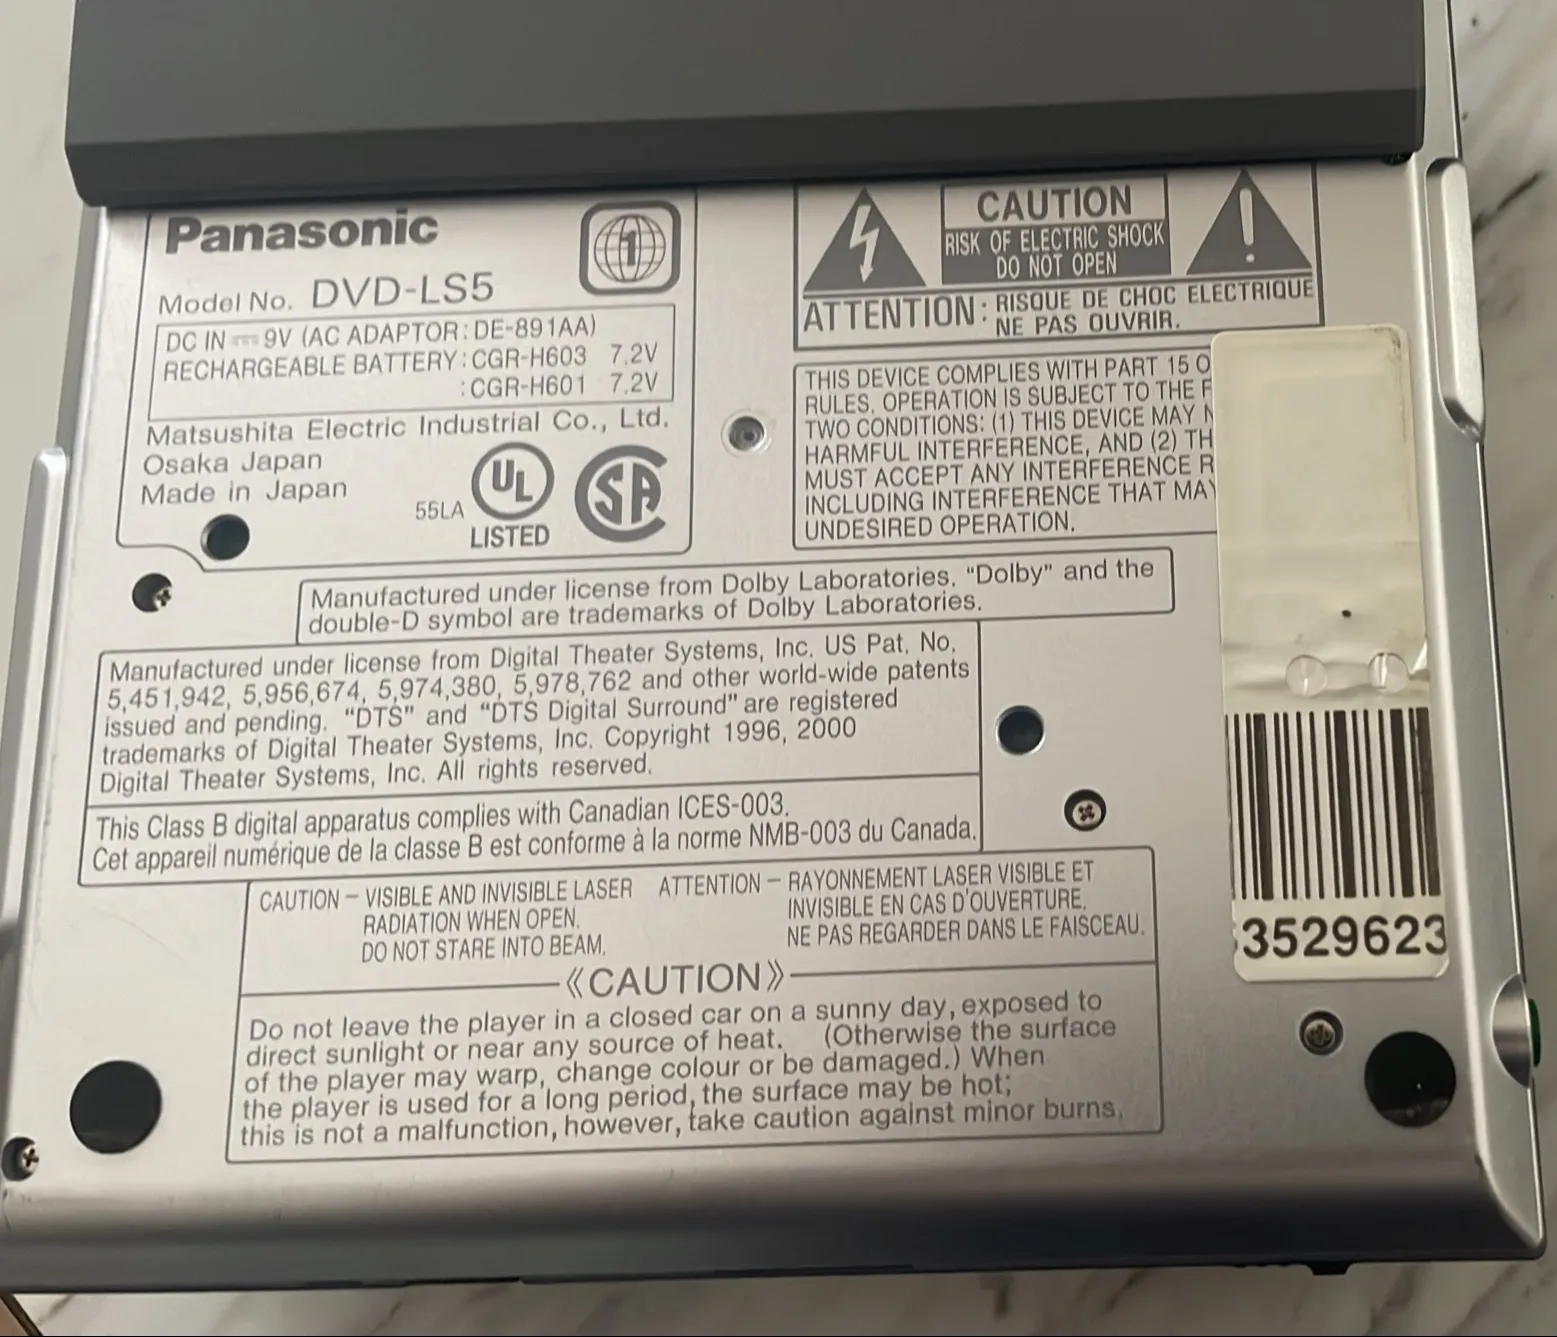 Panasonic
1
Model No. DVD-LS5
DC IN ⎓ 9V (AC ADAPTOR : DE-891AA)
RECHARGEABLE BATTERY : CGR-H603 7.2V
: CGR-H601 7.2V
Matsushita Electric Industrial Co., Ltd.
Osaka Japan
Made in Japan
55LA
UL
LISTED
SA
CAUTION
RISK OF ELECTRIC SHOCK
DO NOT OPEN
ATTENTION : RISQUE DE CHOC ELECTRIQUE
NE PAS OUVRIR.
THIS DEVICE COMPLIES WITH PART 15 O
RULES. OPERATION IS SUBJECT TO THE F
TWO CONDITIONS: (1) THIS DEVICE MAY N
HARMFUL INTERFERENCE, AND (2) TH
MUST ACCEPT ANY INTERFERENCE R
INCLUDING INTERFERENCE THAT MAY
UNDESIRED OPERATION.
Manufactured under license from Dolby Laboratories. “Dolby” and the
double-D symbol are trademarks of Dolby Laboratories.
Manufactured under license from Digital Theater Systems, Inc. US Pat. No.
5,451,942, 5,956,674, 5,974,380, 5,978,762 and other world-wide patents
issued and pending. “DTS” and “DTS Digital Surround” are registered
trademarks of Digital Theater Systems, Inc. Copyright 1996, 2000
Digital Theater Systems, Inc. All rights reserved.
This Class B digital apparatus complies with Canadian ICES-003.
Cet appareil numérique de la classe B est conforme à la norme NMB-003 du Canada.
CAUTION – VISIBLE AND INVISIBLE LASER
RADIATION WHEN OPEN.
DO NOT STARE INTO BEAM.
ATTENTION – RAYONNEMENT LASER VISIBLE ET
INVISIBLE EN CAS D'OUVERTURE.
NE PAS REGARDER DANS LE FAISCEAU.
3529623
《CAUTION》
Do not leave the player in a closed car on a sunny day, exposed to
direct sunlight or near any source of heat. (Otherwise the surface
of the player may warp, change colour or be damaged.) When
the player is used for a long period, the surface may be hot;
this is not a malfunction, however, take caution against minor burns.